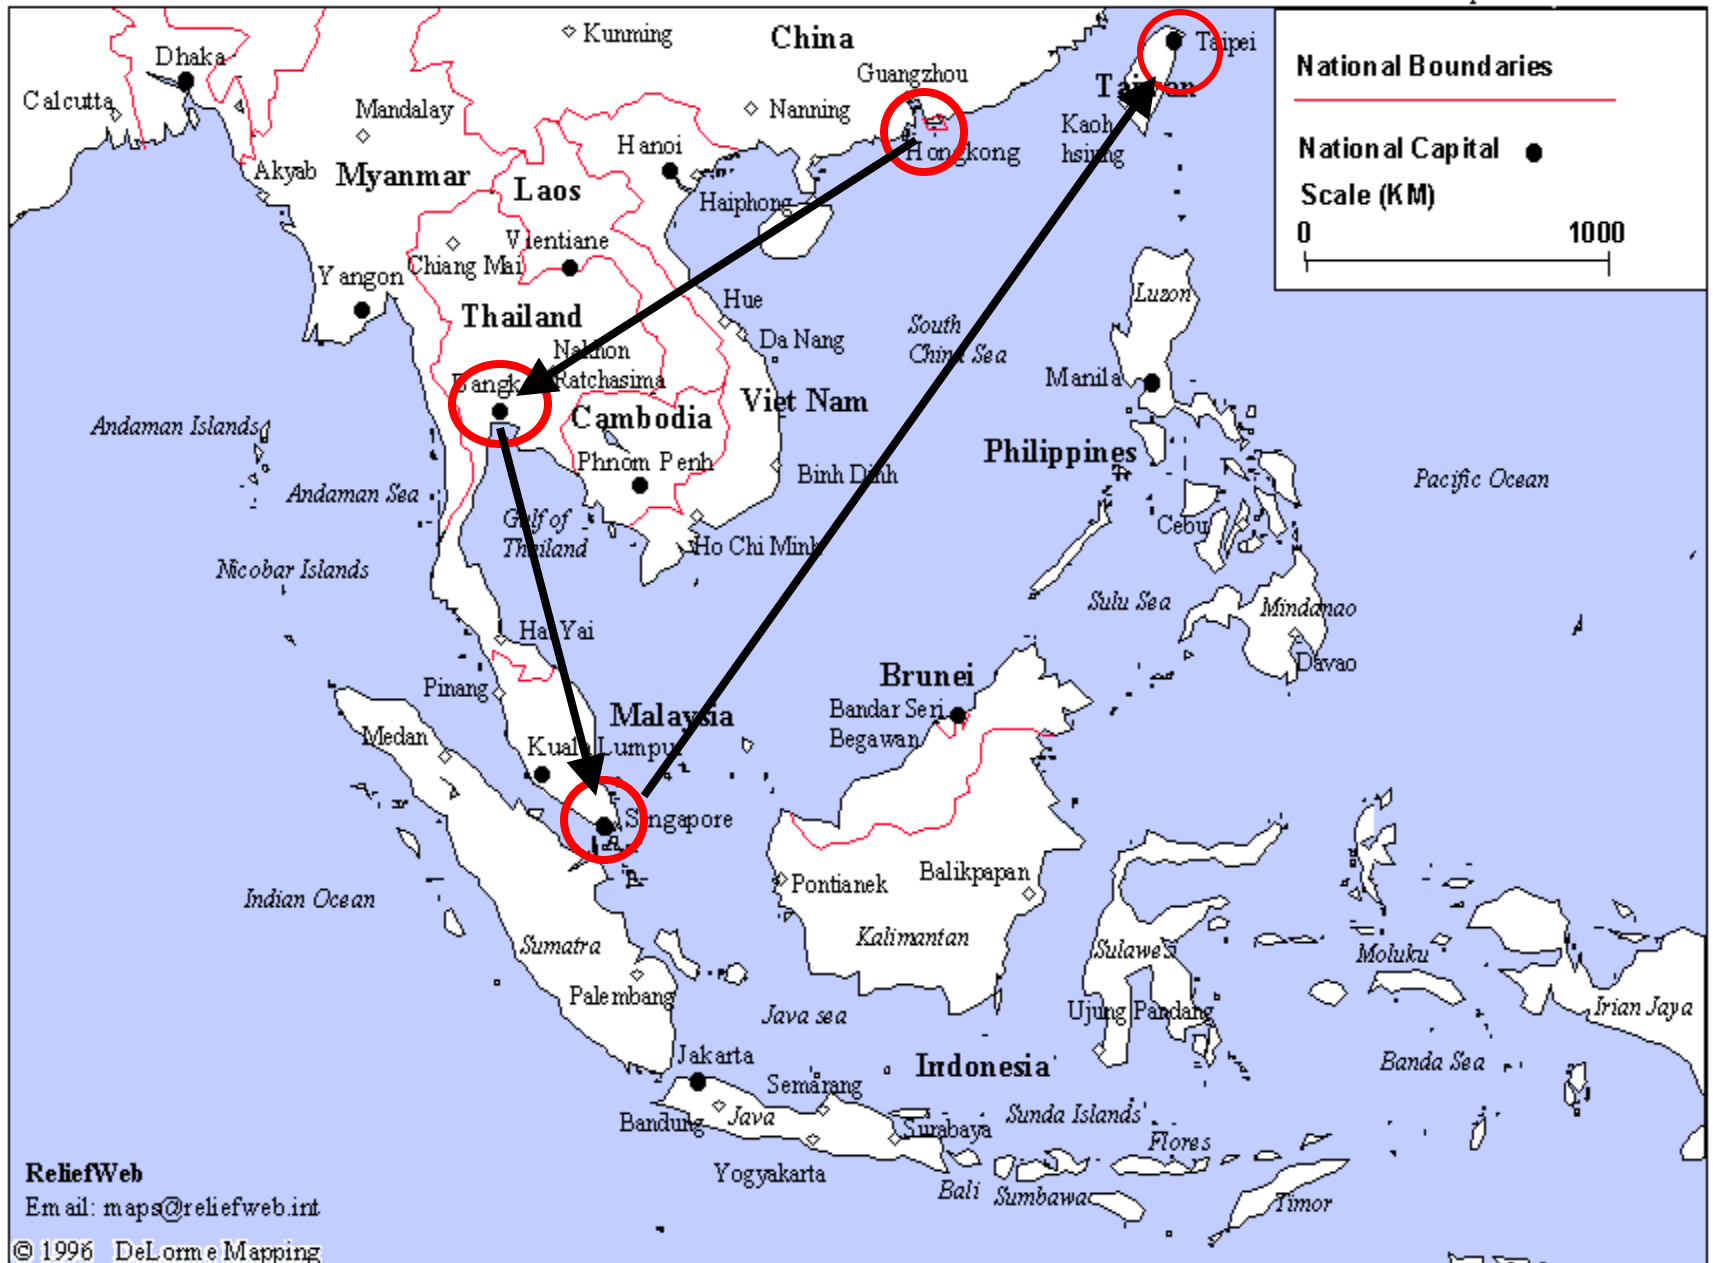 Taipei
China
Kunming
Dhaka
Guangzhou
National Boundaries
Calcutta
Mandalay
Nanning
Taiwan
Kaoh
hsiung
Hanoi
Hongkong
National Capital
Akyab
Myanmar
Laos
Haiphong
Scale (KM)
0 1000
Vientiane
Chiang Mai
Yangon
Hue
Luzon
Thailand
South
China Sea
Da Nang
Nakhon
Ratchasima
Bangk
Manila
Viet Nam
Cambodia
Andaman Islands
Philippines
Phnom Penh
Binh Dinh
Pacific Ocean
Andaman Sea
Gulf of
Thailand
Cebu
Ho Chi Minh
Nicobar Islands
Sulu Sea
Mindanao
Hat Yai
Davao
Brunei
Pinang
Malaysia
Bandar Seri
Begawan
Medan
Kuala Lumpur
Singapore
Balikpapan
Pontianek
Indian Ocean
Sumatra
Kalimantan
Sulawesi
Moluku
Palembang
Java sea
Ujung Pandang
Irian Jaya
Jakarta
Indonesia
Banda Sea
Semarang
Bandung
Java
Sunda Islands
Surabaya
Flores
Yogyakarta
Bali
Sumbawa
Timor
ReliefWeb
Email: maps@reliefweb.int
© 1996 DeLorme Mapping